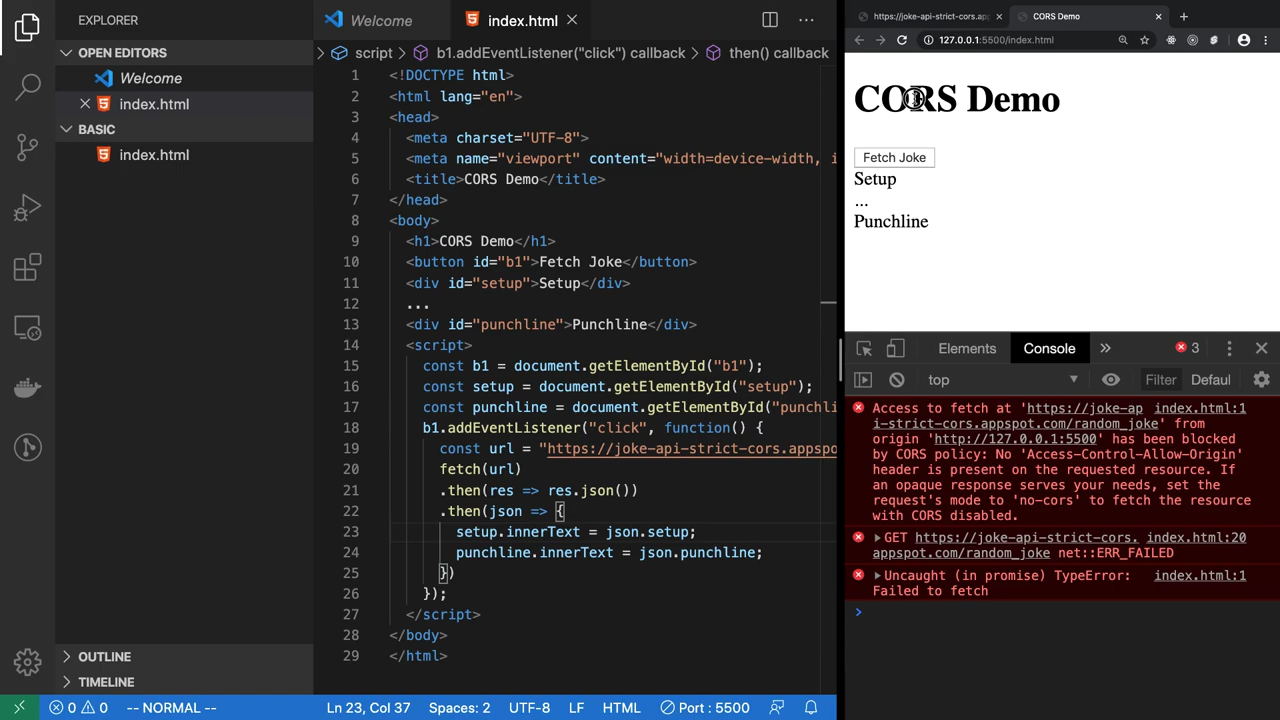 EXPLORER
OPEN EDITORS
Welcome
index.html
BASIC
index.html
OUTLINE
TIMELINE
Welcome
index.html
script
b1.addEventListener("click") callback
then() callback
1 <!DOCTYPE html>
2 <html lang="en">
3 <head>
4 <meta charset="UTF-8">
5 <meta name="viewport" content="width=device-width, i
6 <title>CORS Demo</title>
7 </head>
8 <body>
9 <h1>CORS Demo</h1>
10 <button id="b1">Fetch Joke</button>
11 <div id="setup">Setup</div>
12 ...
13 <div id="punchline">Punchline</div>
14 <script>
15 const b1 = document.getElementById("b1");
16 const setup = document.getElementById("setup");
17 const punchline = document.getElementById("punchli
18 b1.addEventListener("click", function() {
19 const url = "https://joke-api-strict-cors.appspo
20 fetch(url)
21 .then(res => res.json())
22 .then(json => {
23 setup.innerText = json.setup;
24 punchline.innerText = json.punchline;
25 })
26 });
27 </script>
28 </body>
29 </html>
0 0 -- NORMAL -- Ln 23, Col 37 Spaces: 2 UTF-8 LF HTML Port : 5500
https://joke-api-strict-cors.app
CORS Demo
127.0.0.1:5500/index.html
CORS Demo
Fetch Joke
Setup
...
Punchline
Elements Console 3
top Filter Defaul
Access to fetch at 'https://joke-ap index.html:1
i-strict-cors.appspot.com/random_joke' from
origin 'http://127.0.0.1:5500' has been blocked
by CORS policy: No 'Access-Control-Allow-Origin'
header is present on the requested resource. If
an opaque response serves your needs, set the
request's mode to 'no-cors' to fetch the resource
with CORS disabled.
GET https://joke-api-strict-cors. index.html:20
appspot.com/random_joke net::ERR_FAILED
Uncaught (in promise) TypeError: index.html:1
Failed to fetch